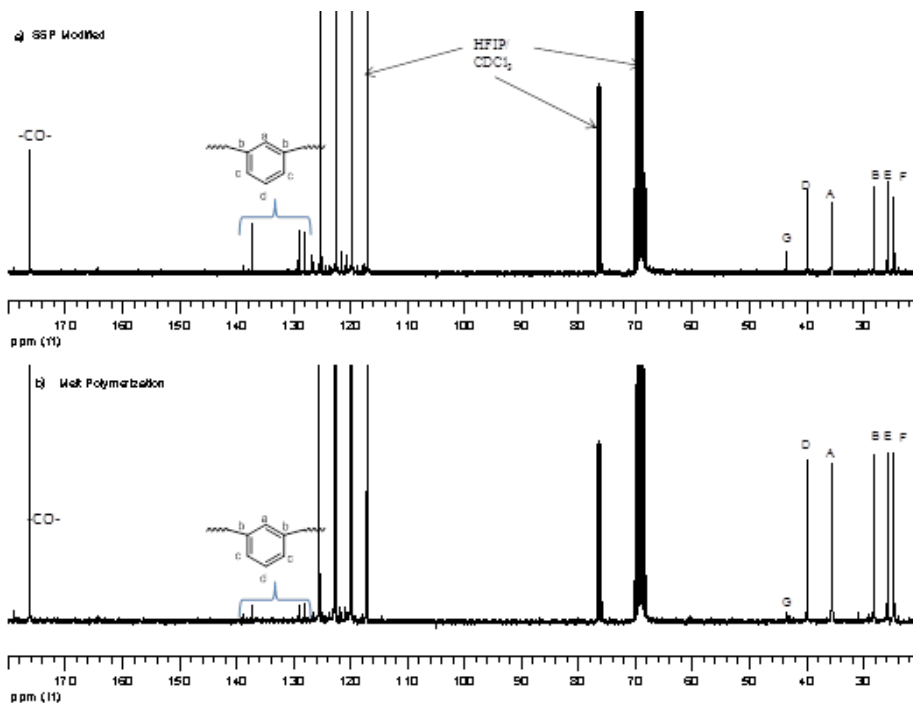 a) SSP Modified
HFIP/
CDCl3
-CO-
b a b
c c
d
D A B E F
G
170 160 150 140 130 120 110 100 90 80 70 60 50 40 30
ppm (f1)
b) Melt Polymerization
B E F
D A
-CO-
b a b
c c
d
G
170 160 150 140 130 120 110 100 90 80 70 60 50 40 30
ppm (f1)